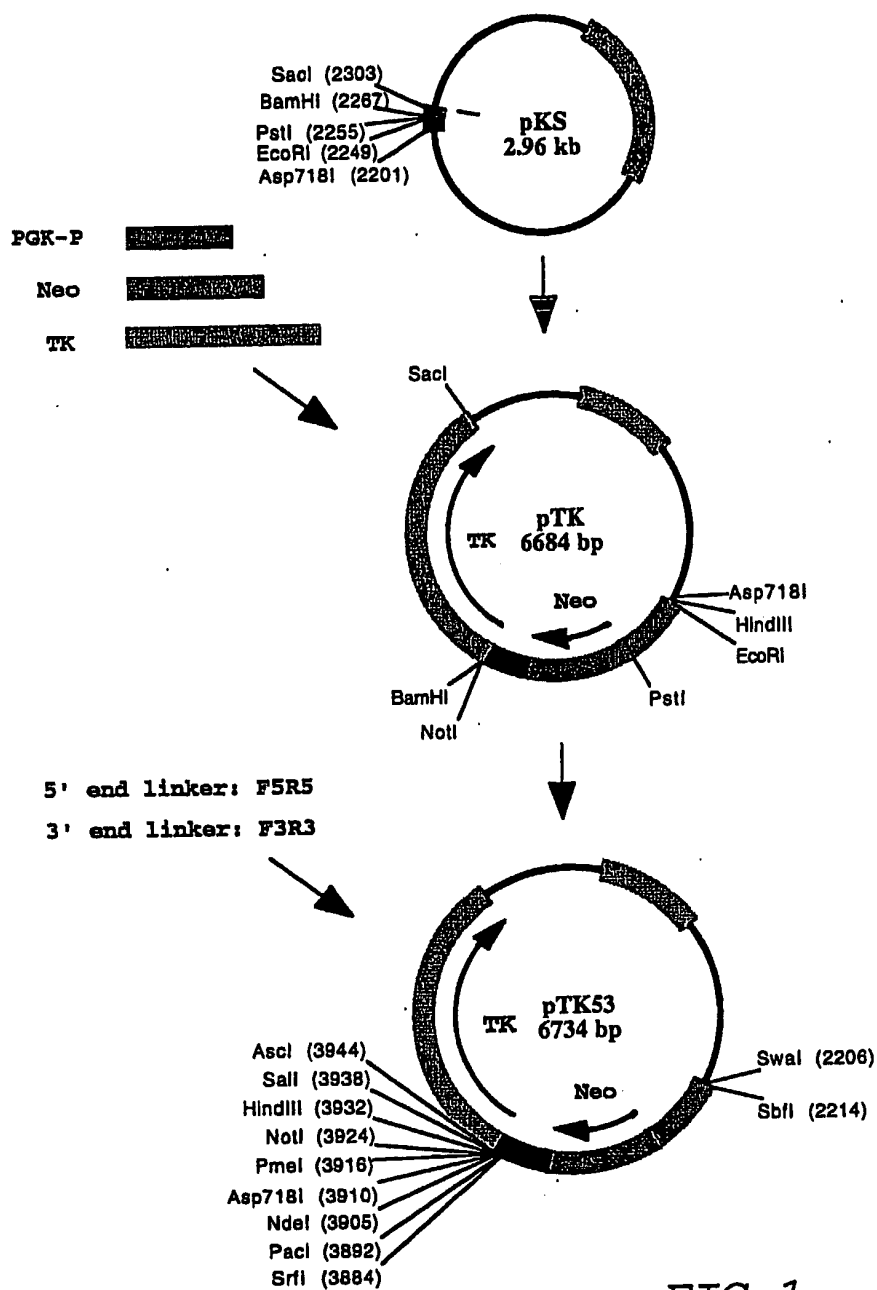 SacI (2303)
BamHI (2267)
PstI (2255)
EcoRI (2249)
Asp718I (2201)
pKS
2.96 kb
PGK-P
Neo
TK
SacI
pTK
6684 bp
TK
Neo
Asp718I
HindIII
EcoRI
PstI
BamHI
NotI
5' end linker: F5R5
3' end linker: F3R3
pTK53
6734 bp
TK
Neo
SwaI (2206)
SbfI (2214)
AscI (3944)
SalI (3938)
HindIII (3932)
NotI (3924)
PmeI (3916)
Asp718I (3910)
NdeI (3905)
PacI (3892)
SrfI (3884)